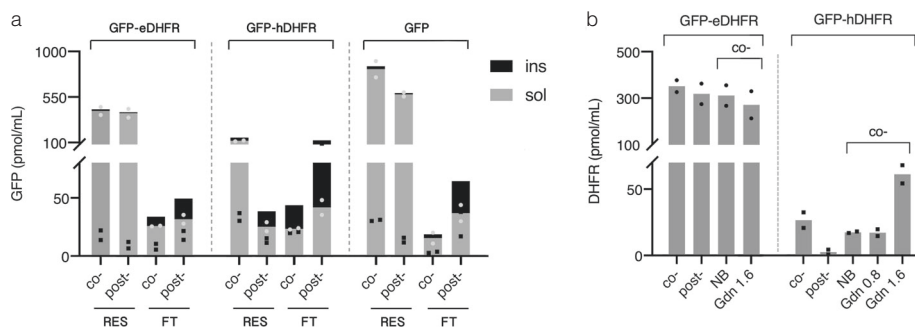 a
GFP-eDHFR
GFP-hDHFR
GFP
GFP (pmol/mL)
1000
550
100
50
0
co-
post-
co-
post-
co-
post-
co-
post-
co-
post-
co-
post-
RES
FT
RES
FT
RES
FT
ins
sol
b
GFP-eDHFR
GFP-hDHFR
co-
co-
DHFR (pmol/mL)
500
300
100
50
0
co-
post-
NB
Gdn 1.6
co-
post-
NB
Gdn 0.8
Gdn 1.6